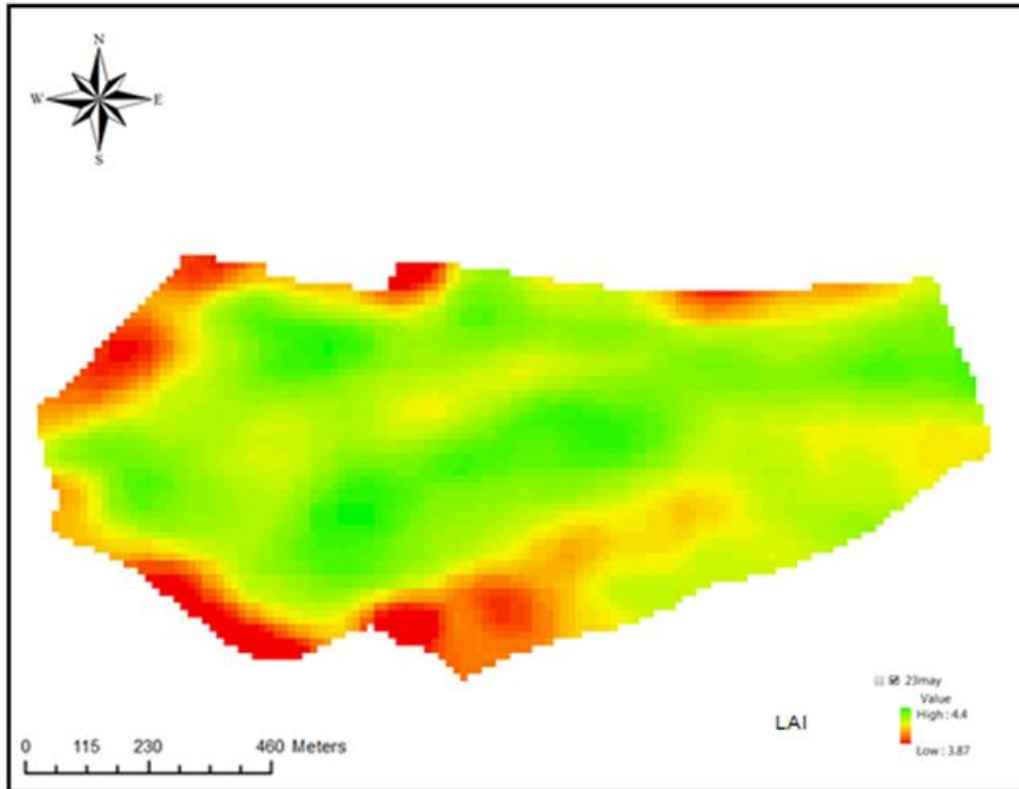 N
W E
S
23may
Value
High : 4.4
LAI
Low : 3.87
0 115 230 460 Meters